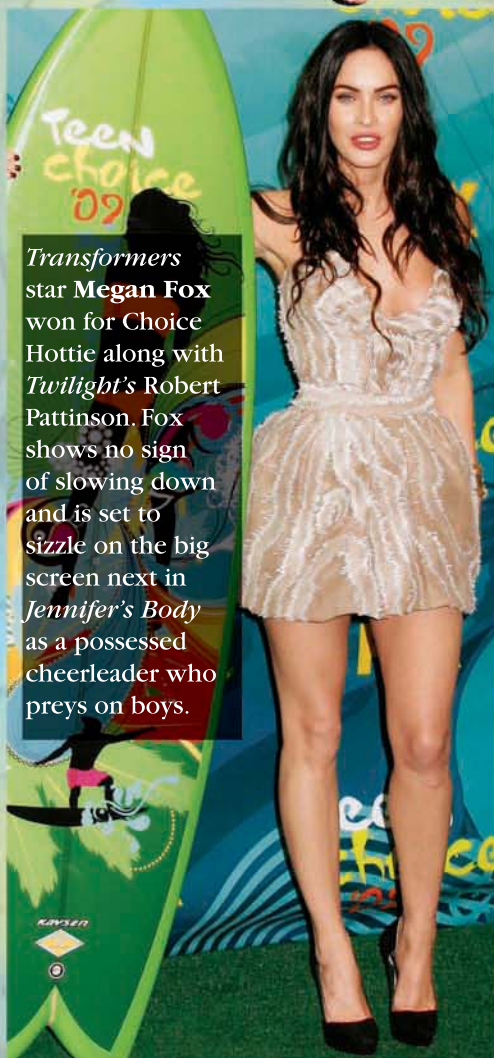 Teen
choice
'09
Transformers
star Megan Fox
won for Choice
Hottie along with
Twilight's Robert
Pattinson. Fox
shows no sign
of slowing down
and is set to
sizzle on the big
screen next in
Jennifer's Body
as a possessed
cheerleader who
preys on boys.
KAYSEN